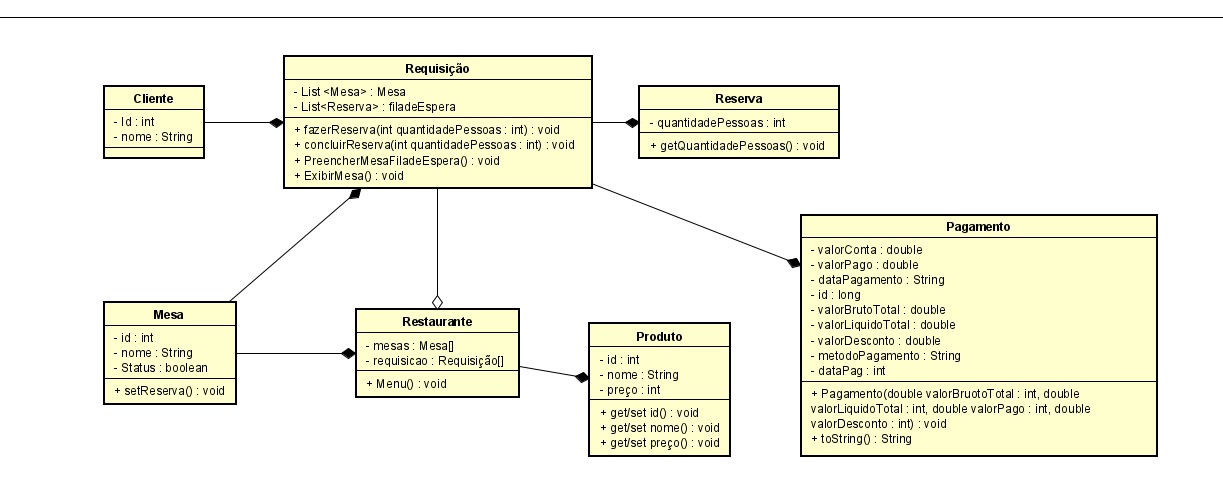 Cliente
- Id : int
- nome : String
Requisição
- List <Mesa> : Mesa
- List<Reserva> : filadeEspera
+ fazerReserva(int quantidadePessoas : int) : void
+ concluirReserva(int quantidadePessoas : int) : void
+ PreencherMesaFiladeEspera() : void
+ ExibirMesa() : void
Reserva
- quantidadePessoas : int
+ getQuantidadePessoas() : void
Pagamento
- valorConta : double
- valorPago : double
- dataPagamento : String
- id : long
- valorBrutoTotal : double
- valorLiquidoTotal : double
- valorDesconto : double
- metodoPagamento : String
- dataPag : int
+ Pagamento(double valorBruotoTotal : int, double
valorLiquidoTotal : int, double valorPago : int, double
valorDesconto : int) : void
+ toString() : String
Mesa
- id : int
- nome : String
- Status : boolean
+ setReserva() : void
Restaurante
- mesas : Mesa[]
- requisicao : Requisição[]
+ Menu() : void
Produto
- id : int
- nome : String
- preço : int
+ get/set id() : void
+ get/set nome() : void
+ get/set preço() : void